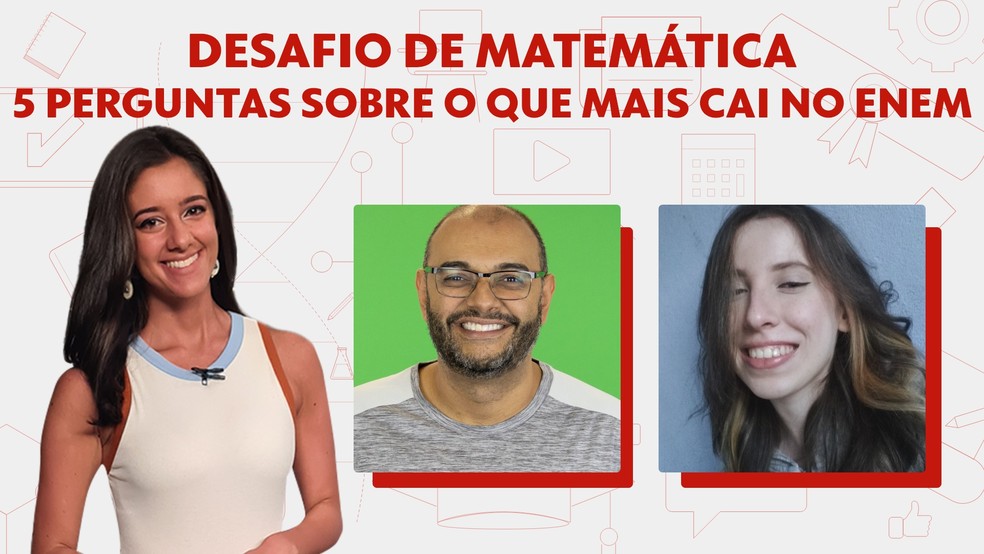 DESAFIO DE MATEMÁTICA
5 PERGUNTAS SOBRE O QUE MAIS CAI NO ENEM